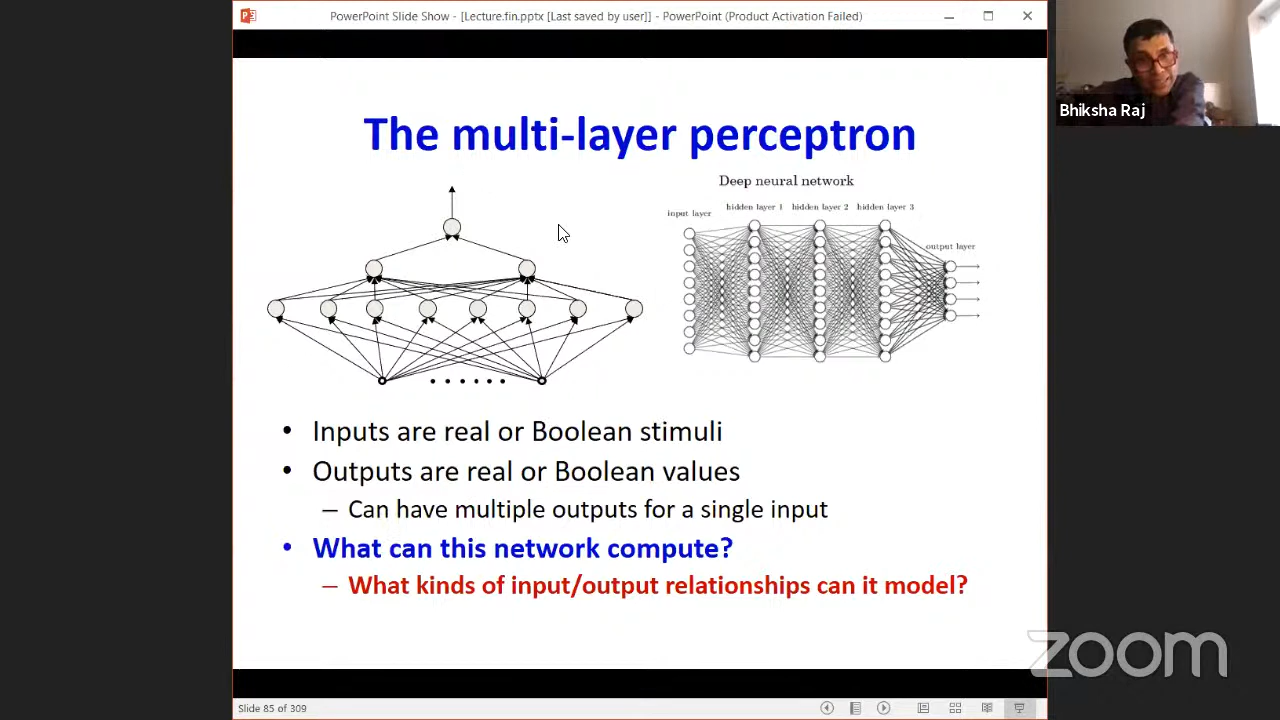 PowerPoint Slide Show - [Lecture.fin.pptx [Last saved by user]] - PowerPoint (Product Activation Failed)
Bhiksha Raj
The multi-layer perceptron
Deep neural network
input layer
hidden layer 1 hidden layer 2 hidden layer 3
output layer
• Inputs are real or Boolean stimuli
• Outputs are real or Boolean values
– Can have multiple outputs for a single input
• What can this network compute?
– What kinds of input/output relationships can it model?
zoom
Slide 85 of 309